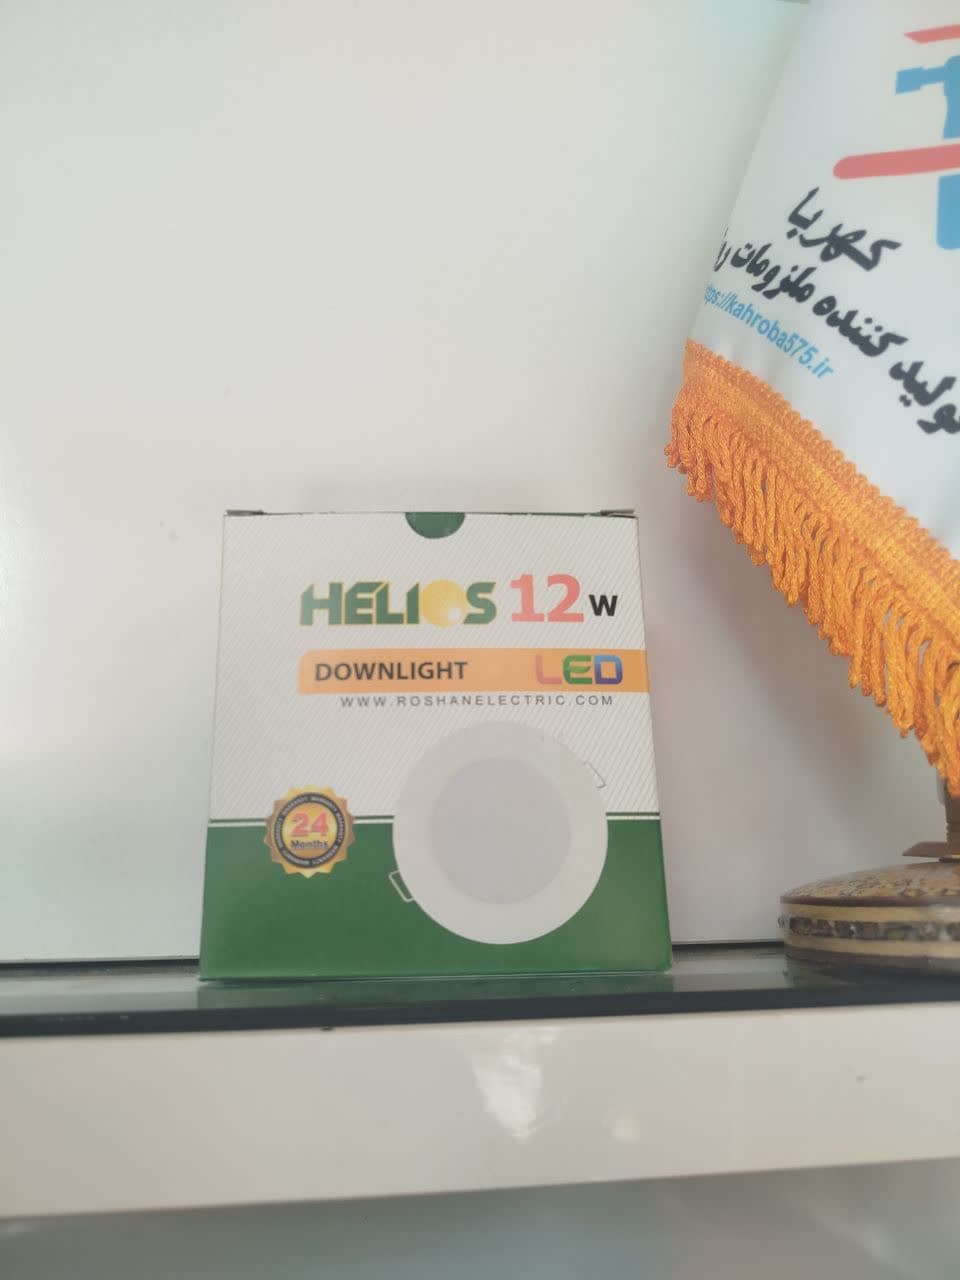 HELIOS 12 W
DOWNLIGHT LED
WWW.ROSHANELECTRIC.COM
24
Months
کهربا
تولید کننده ملزومات
https://kahroba575.ir